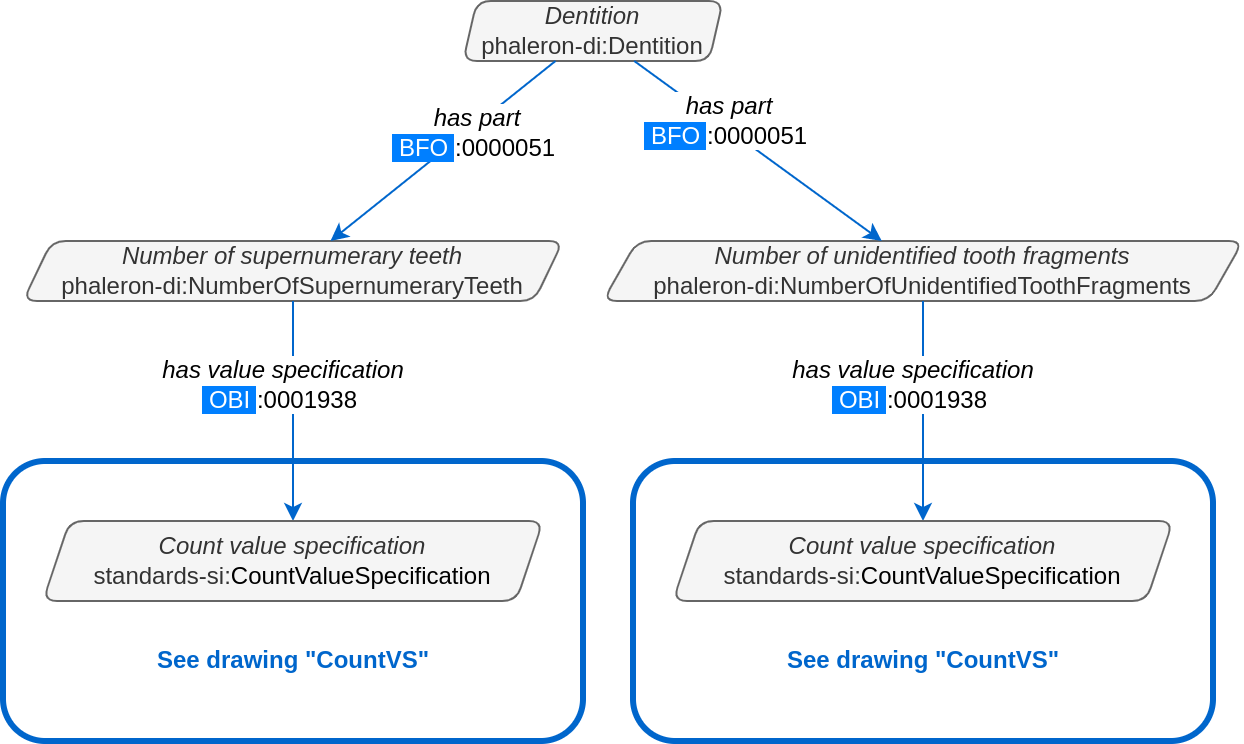 Dentition
phaleron-di:Dentition
has part
BFO :0000051
has part
BFO :0000051
Number of supernumerary teeth
phaleron-di:NumberOfSupernumeraryTeeth
Number of unidentified tooth fragments
phaleron-di:NumberOfUnidentifiedToothFragments
has value specification
OBI :0001938
has value specification
OBI :0001938
Count value specification
standards-si:CountValueSpecification
See drawing "CountVS"
Count value specification
standards-si:CountValueSpecification
See drawing "CountVS"